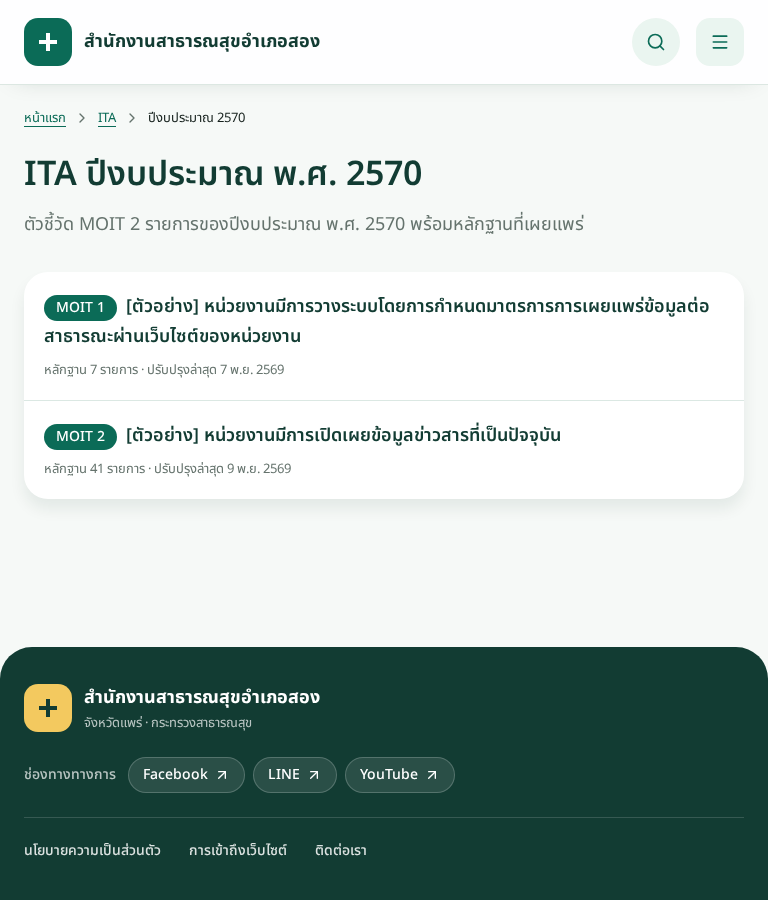 สำนักงานสาธารณสุขอำเภอสอง
หน้าแรก
ITA
ปีงบประมาณ 2570
ITA ปีงบประมาณ พ.ศ. 2570
ตัวชี้วัด MOIT 2 รายการของปีงบประมาณ พ.ศ. 2570 พร้อมหลักฐานที่เผยแพร่
MOIT 1 [ตัวอย่าง] หน่วยงานมีการวางระบบโดยการกำหนดมาตรการการเผยแพร่ข้อมูลต่อ
สาธารณะผ่านเว็บไซต์ของหน่วยงาน
หลักฐาน 7 รายการ · ปรับปรุงล่าสุด 7 พ.ย. 2569
MOIT 2 [ตัวอย่าง] หน่วยงานมีการเปิดเผยข้อมูลข่าวสารที่เป็นปัจจุบัน
หลักฐาน 41 รายการ · ปรับปรุงล่าสุด 9 พ.ย. 2569
สำนักงานสาธารณสุขอำเภอสอง
จังหวัดแพร่ · กระทรวงสาธารณสุข
ช่องทางทางการ
Facebook
LINE
YouTube
นโยบายความเป็นส่วนตัว
การเข้าถึงเว็บไซต์
ติดต่อเรา